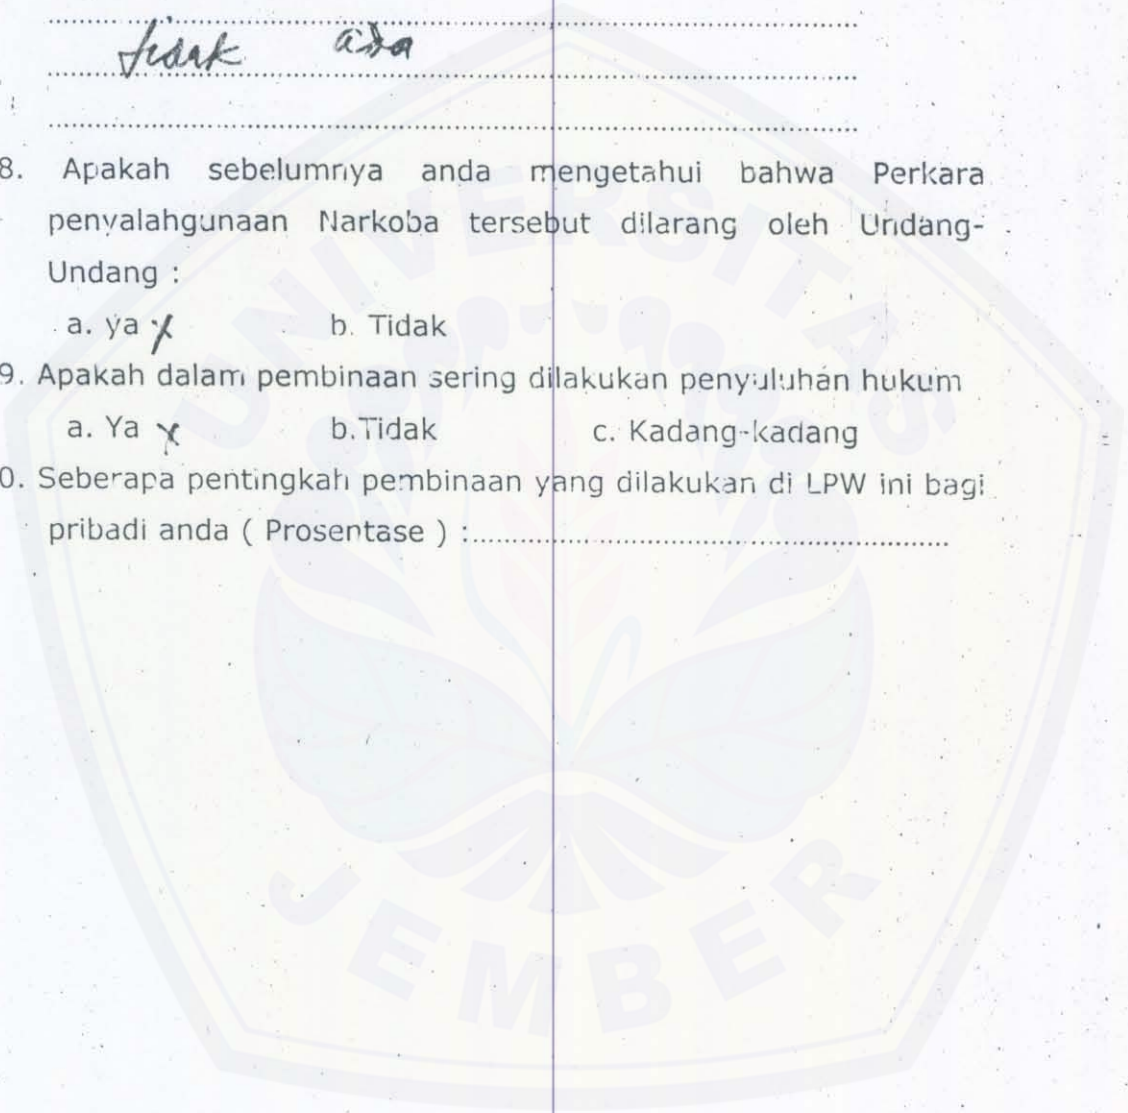 tidak ada
8. Apakah sebelumnya anda mengetahui bahwa Perkara
penyalahgunaan Narkoba tersebut dilarang oleh Undang-
Undang :
a. ya x b. Tidak
9. Apakah dalam pembinaan sering dilakukan penyuluhan hukum
a. Ya x b.Tidak c. Kadang-kadang
0. Seberapa pentingkah pembinaan yang dilakukan di LPW ini bagi
pribadi anda ( Prosentase ) :..........................................................
UNIVERSITAS
JEMBER